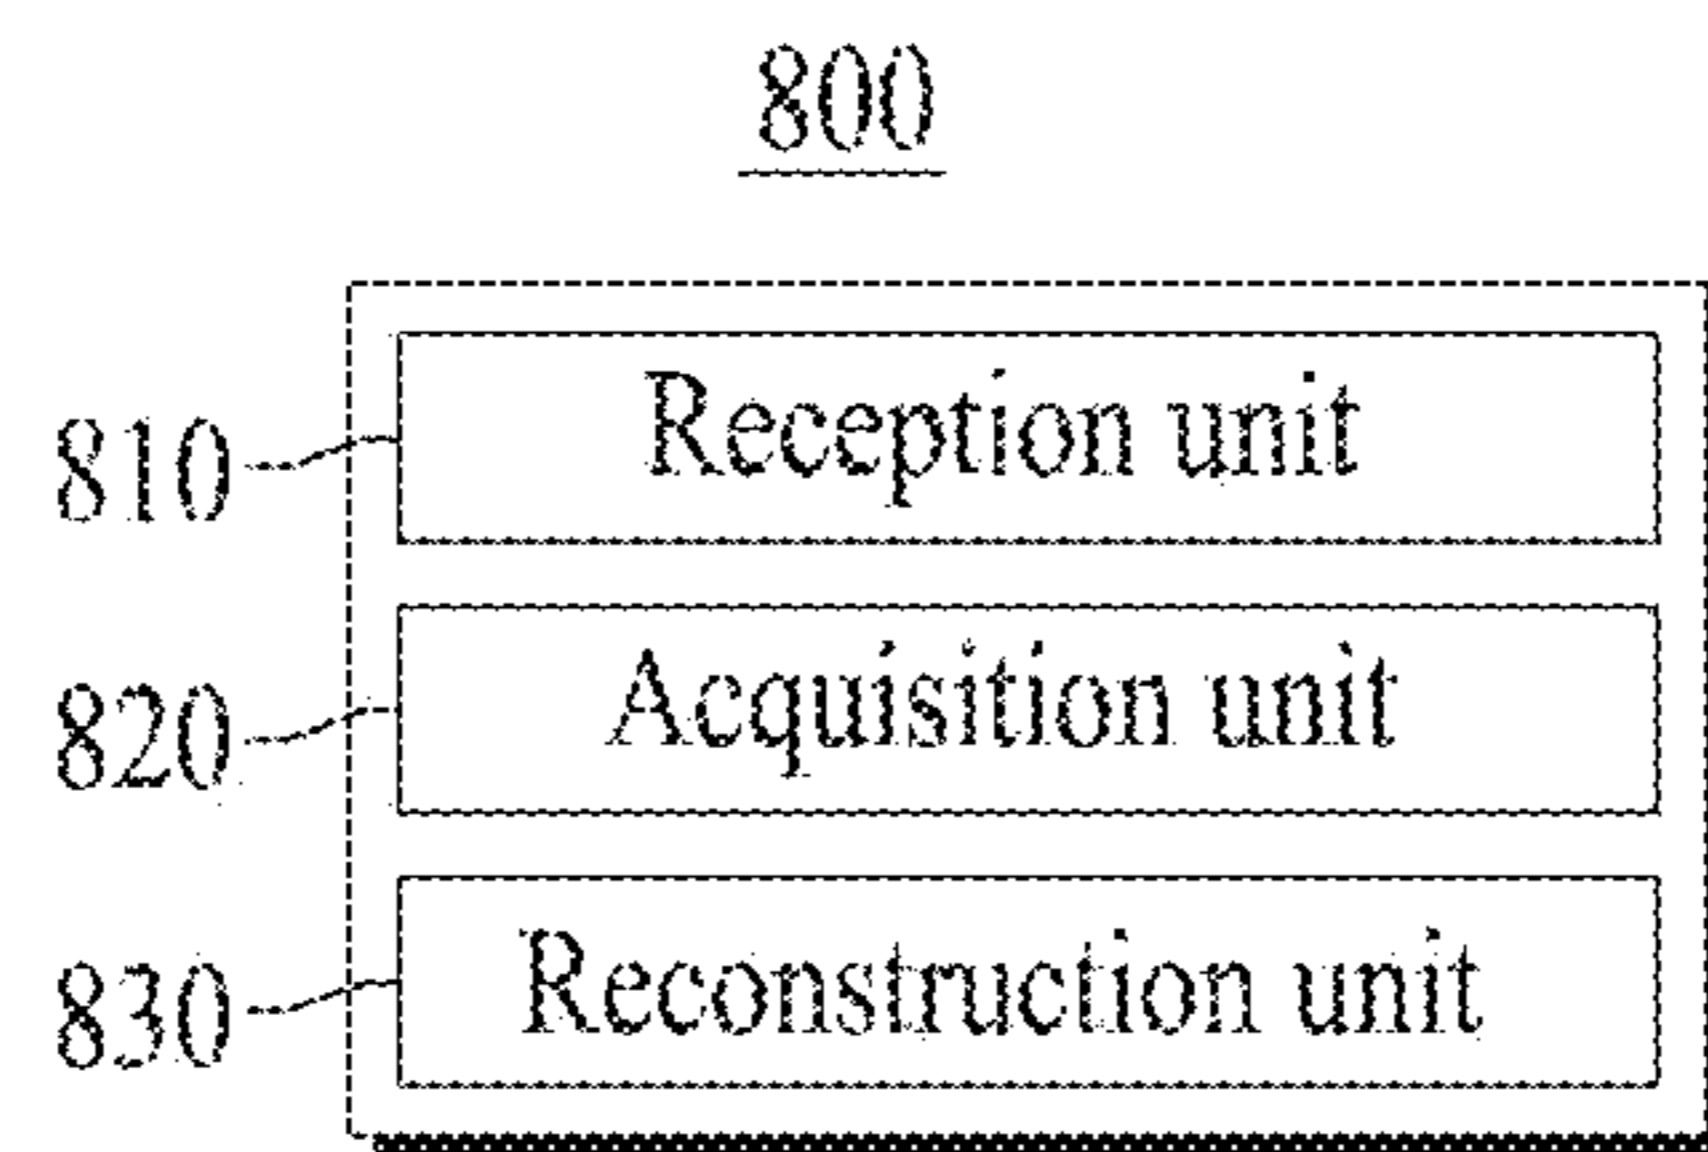 800
810 Reception unit
820 Acquisition unit
830 Reconstruction unit